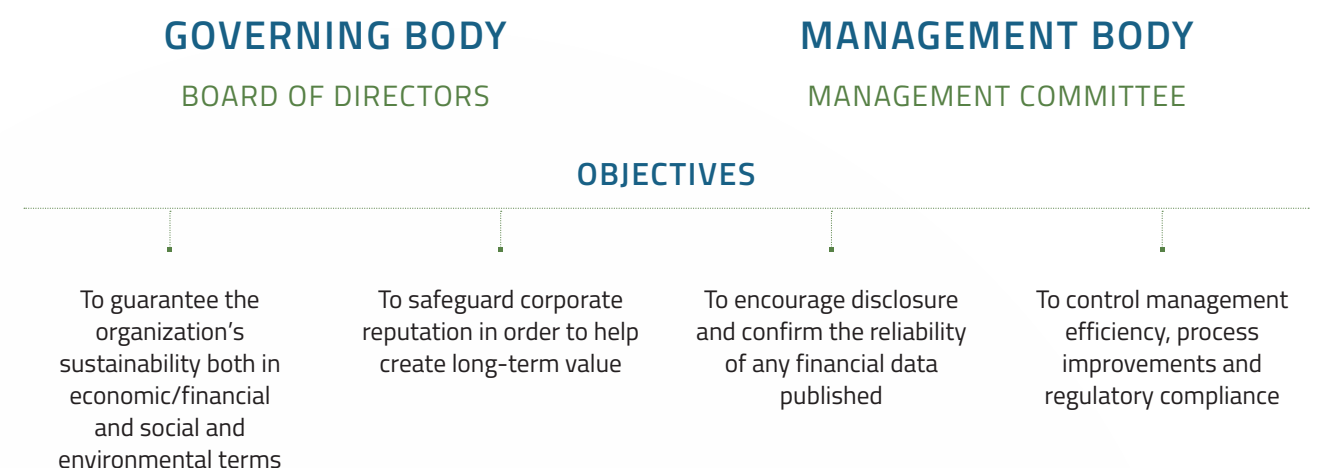 GOVERNING BODY
BOARD OF DIRECTORS
MANAGEMENT BODY
MANAGEMENT COMMITTEE
OBJECTIVES
To guarantee the
organization's
sustainability both in
economic/financial
and social and
environmental terms
To safeguard corporate
reputation in order to help
create long-term value
To encourage disclosure
and confirm the reliability
of any financial data
published
To control management
efficiency, process
improvements and
regulatory compliance